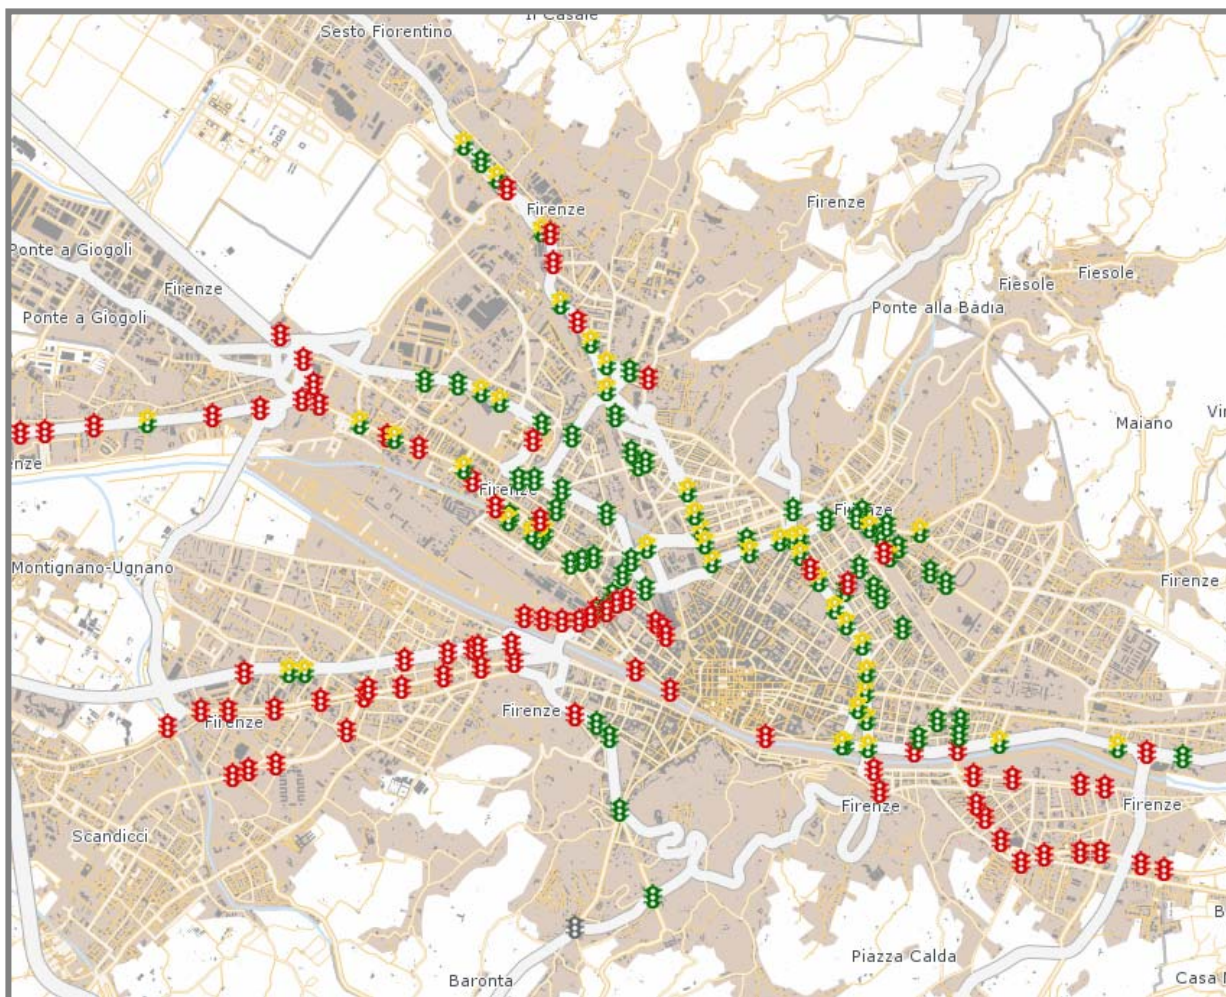 Il Casale
Sesto Fiorentino
Firenze
Firenze
Ponte a Giogoli
Fiesole
Fiesole
Firenze
Ponte alla Badia
Ponte a Giogoli
Maiano
Firenze
Montignano-Ugnano
Firenze
Firenze
Firenze
Firenze
Firenze
Scandicci
Piazza Calda
Baronta
Casa